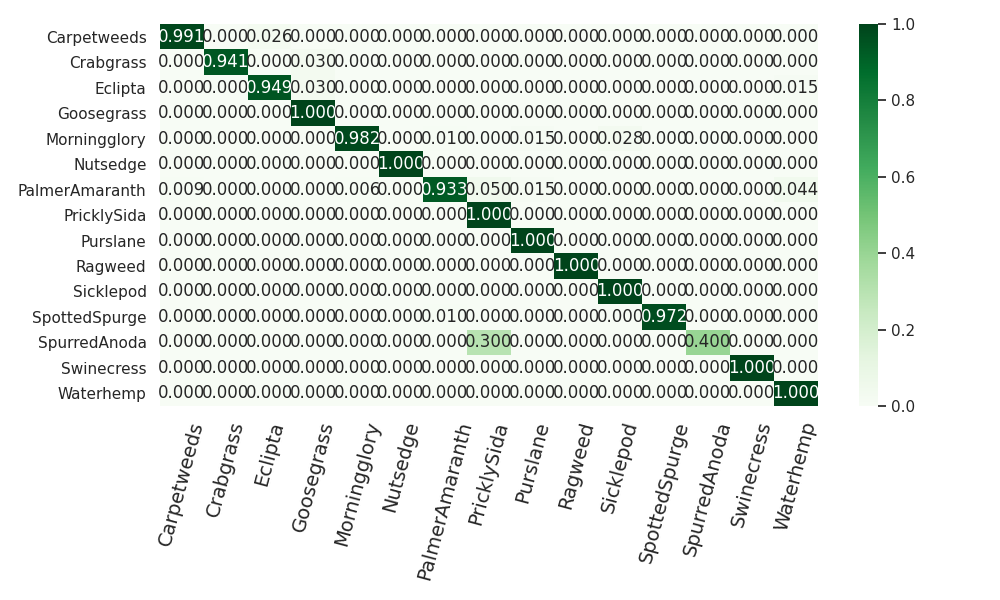 Carpetweeds 0.991 0.000 0.026 0.000 0.000 0.000 0.000 0.000 0.000 0.000 0.000 0.000 0.000 0.000 0.000
Crabgrass 0.000 0.941 0.000 0.030 0.000 0.000 0.000 0.000 0.000 0.000 0.000 0.000 0.000 0.000 0.000
Eclipta 0.000 0.000 0.949 0.030 0.000 0.000 0.000 0.000 0.000 0.000 0.000 0.000 0.000 0.000 0.015
Goosegrass 0.000 0.000 0.000 1.000 0.000 0.000 0.000 0.000 0.000 0.000 0.000 0.000 0.000 0.000 0.000
Morningglory 0.000 0.000 0.000 0.000 0.982 0.000 0.010 0.000 0.015 0.000 0.028 0.000 0.000 0.000 0.000
Nutsedge 0.000 0.000 0.000 0.000 0.000 1.000 0.000 0.000 0.000 0.000 0.000 0.000 0.000 0.000 0.000
PalmerAmaranth 0.009 0.000 0.000 0.000 0.006 0.000 0.933 0.050 0.015 0.000 0.000 0.000 0.000 0.000 0.044
PricklySida 0.000 0.000 0.000 0.000 0.000 0.000 0.000 1.000 0.000 0.000 0.000 0.000 0.000 0.000 0.000
Purslane 0.000 0.000 0.000 0.000 0.000 0.000 0.000 0.000 1.000 0.000 0.000 0.000 0.000 0.000 0.000
Ragweed 0.000 0.000 0.000 0.000 0.000 0.000 0.000 0.000 0.000 1.000 0.000 0.000 0.000 0.000 0.000
Sicklepod 0.000 0.000 0.000 0.000 0.000 0.000 0.000 0.000 0.000 0.000 1.000 0.000 0.000 0.000 0.000
SpottedSpurge 0.000 0.000 0.000 0.000 0.000 0.000 0.010 0.000 0.000 0.000 0.000 0.972 0.000 0.000 0.000
SpurredAnoda 0.000 0.000 0.000 0.000 0.000 0.000 0.000 0.300 0.000 0.000 0.000 0.000 0.400 0.000 0.000
Swinecress 0.000 0.000 0.000 0.000 0.000 0.000 0.000 0.000 0.000 0.000 0.000 0.000 0.000 1.000 0.000
Waterhemp 0.000 0.000 0.000 0.000 0.000 0.000 0.000 0.000 0.000 0.000 0.000 0.000 0.000 0.000 1.000
Carpetweeds
Crabgrass
Eclipta
Goosegrass
Morningglory
Nutsedge
PalmerAmaranth
PricklySida
Purslane
Ragweed
Sicklepod
SpottedSpurge
SpurredAnoda
Swinecress
Waterhemp
1.0
0.8
0.6
0.4
0.2
0.0